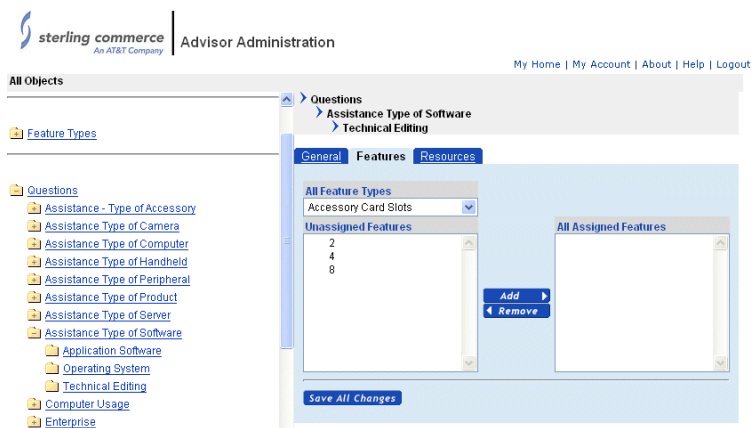 sterling commerce
An AT&T Company
Advisor Administration
My Home | My Account | About | Help | Logout
All Objects
Feature Types
Questions
Assistance - Type of Accessory
Assistance Type of Camera
Assistance Type of Computer
Assistance Type of Handheld
Assistance Type of Peripheral
Assistance Type of Product
Assistance Type of Server
Assistance Type of Software
Application Software
Operating System
Technical Editing
Computer Usage
Enterprise
Questions
Assistance Type of Software
Technical Editing
General Features Resources
All Feature Types
Accessory Card Slots
Unassigned Features
2
4
8
Add
Remove
All Assigned Features
Save All Changes